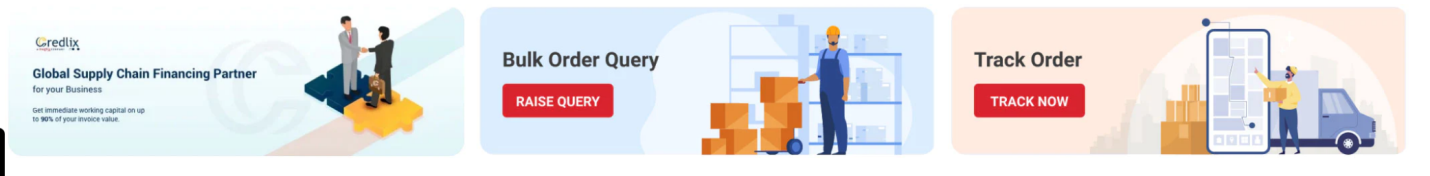 Credlix
Global Supply Chain Financing Partner
for your Business
Get immediate working capital on up
to 90% of your invoice value.
Bulk Order Query
RAISE QUERY
Track Order
TRACK NOW